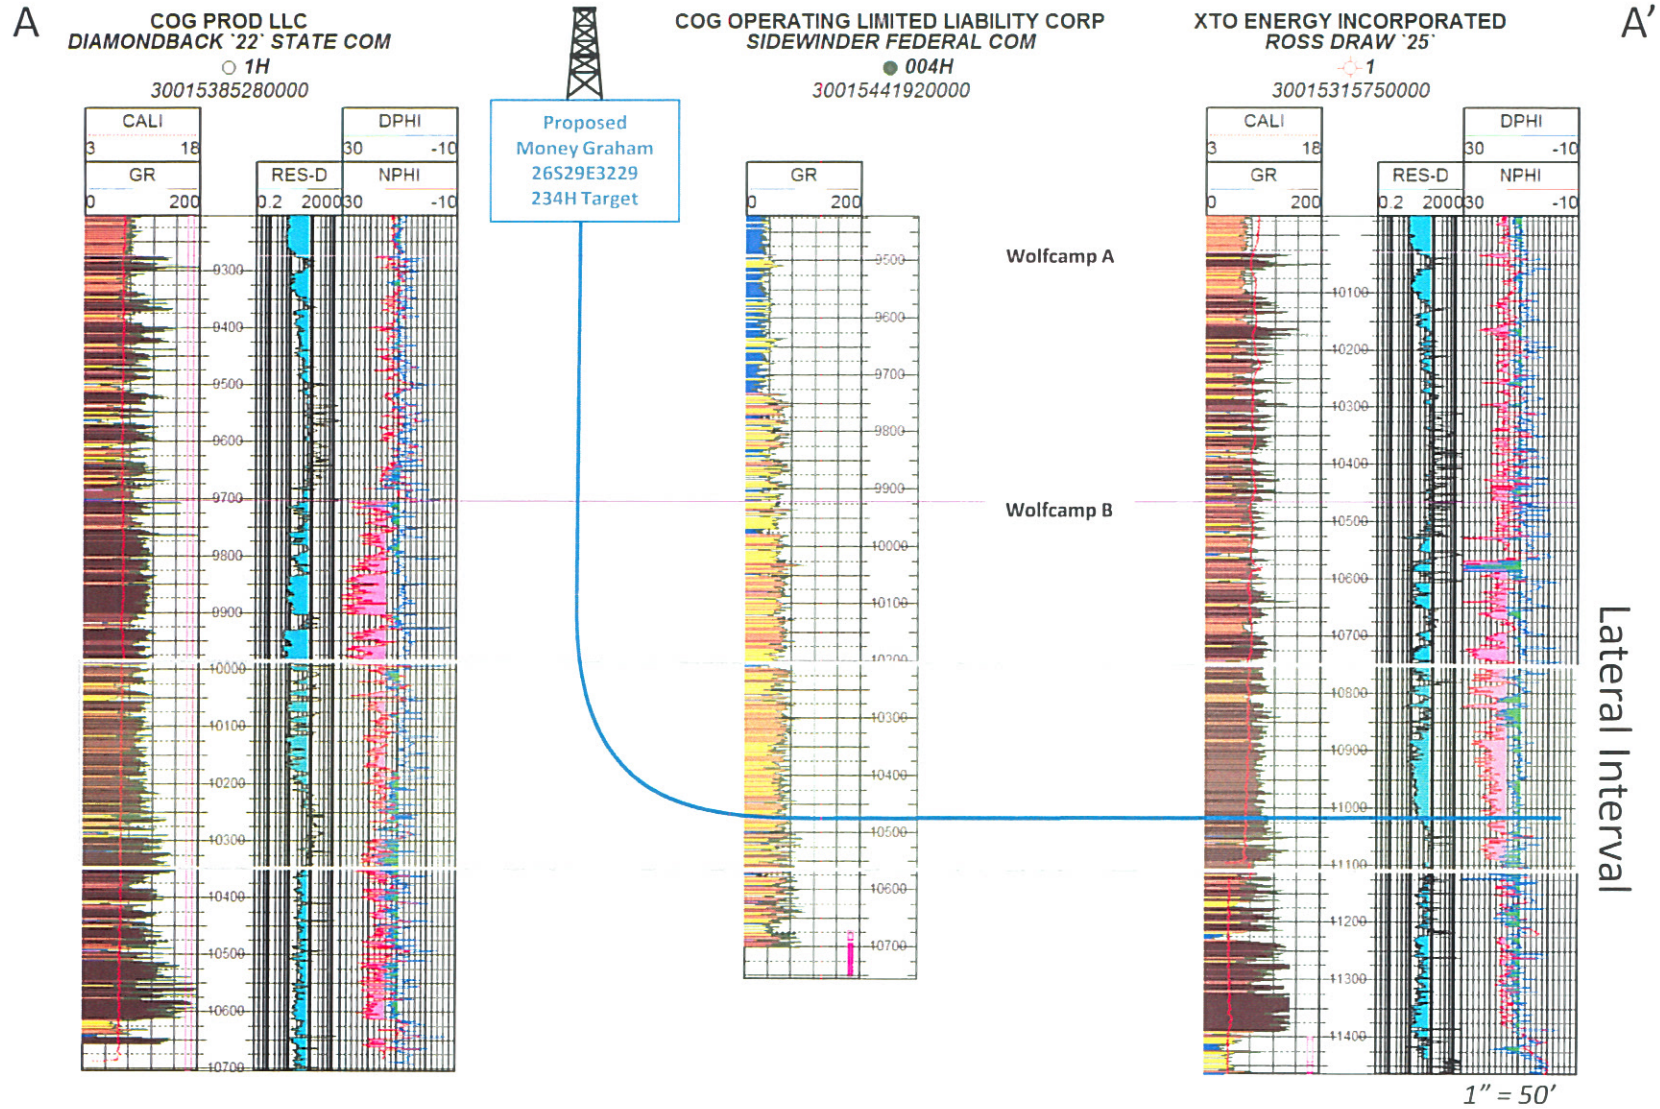 A
COG PROD LLC
DIAMONDBACK `22` STATE COM
1H
30015385280000
COG OPERATING LIMITED LIABILITY CORP
SIDEWINDER FEDERAL COM
004H
30015441920000
XTO ENERGY INCORPORATED
ROSS DRAW `25`
1
30015315750000
A'
Proposed
Money Graham
26S29E3229
234H Target
CALI
3 18
GR
0 200
RES-D
0.2 2000
DPHI
30 -10
NPHI
30 -10
9300
9400
9500
9600
9700
9800
9900
10000
10100
10200
10300
10400
10500
10600
10700
GR
0 200
9500
9600
9700
9800
9900
10000
10100
10200
10300
10400
10500
10600
10700
Wolfcamp A
Wolfcamp B
CALI
3 18
GR
0 200
RES-D
0.2 2000
DPHI
30 -10
NPHI
30 -10
10100
10200
10300
10400
10500
10600
10700
10800
10900
11000
11100
11200
11300
11400
Lateral Interval
1" = 50'